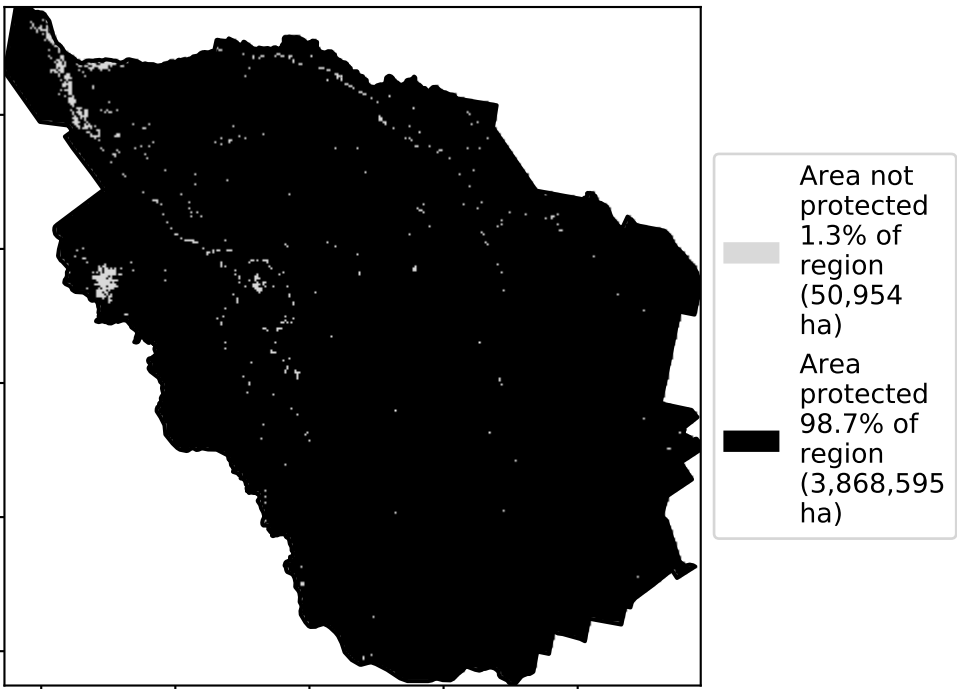 Area not
protected
1.3% of
region
(50,954
ha)
Area
protected
98.7% of
region
(3,868,595
ha)